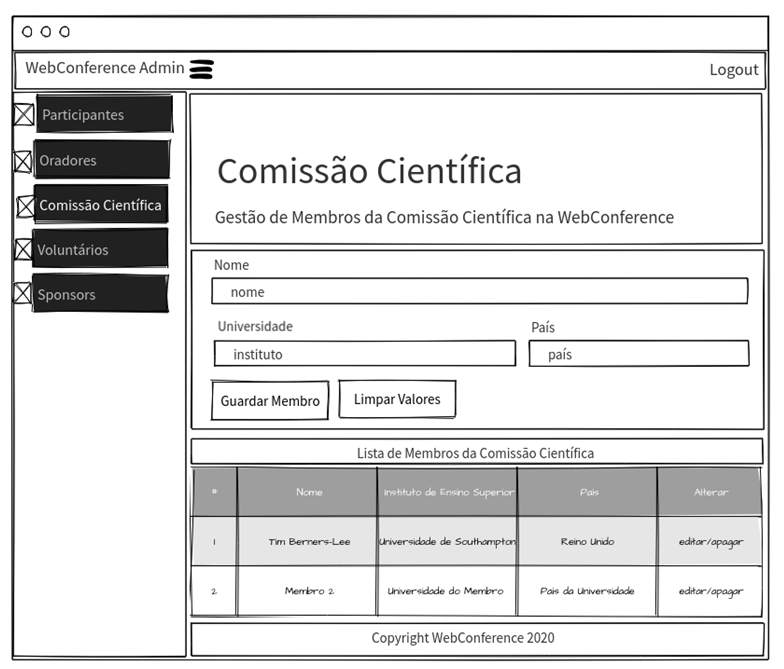 WebConference Admin
Logout
Participantes
Oradores
Comissão Científica
Voluntários
Sponsors
Comissão Científica
Gestão de Membros da Comissão Científica na WebConference
Nome
nome
Universidade País
instituto país
Guardar Membro Limpar Valores
Lista de Membros da Comissão Científica
# Nome Instituto de Ensino Superior Pais Alterar
1 Tim Berners-Lee Universidade de Southampton Reino Unido editar/apagar
2 Membro 2 Universidade do Membro Pais da Universidade editar/apagar
Copyright WebConference 2020